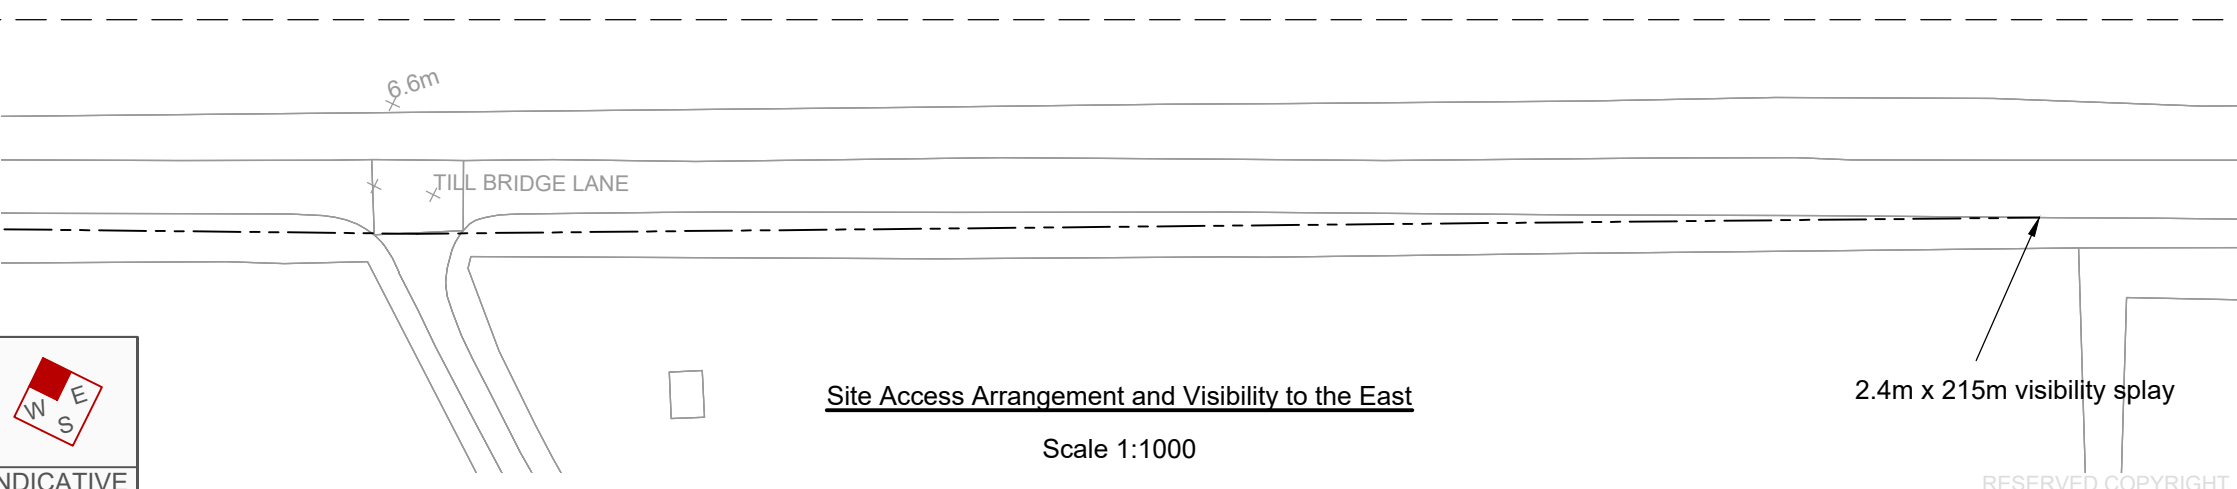 6.6m
TILL BRIDGE LANE
E
W
S
Site Access Arrangement and Visibility to the East
2.4m x 215m visibility splay
Scale 1:1000
NDICATIVE
RESERVED COPYRIGHT